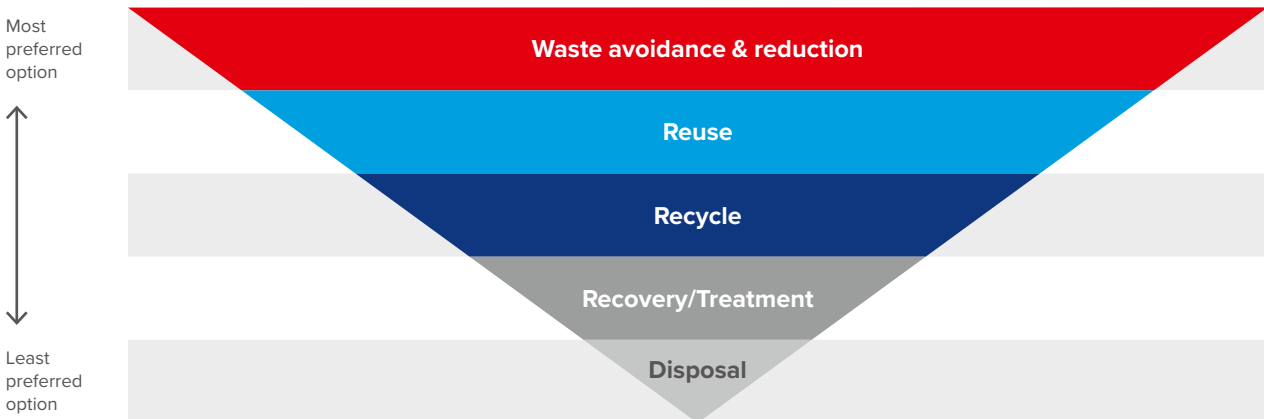 Most
preferred
option
Waste avoidance & reduction
Reuse
Recycle
Recovery/Treatment
Disposal
Least
preferred
option